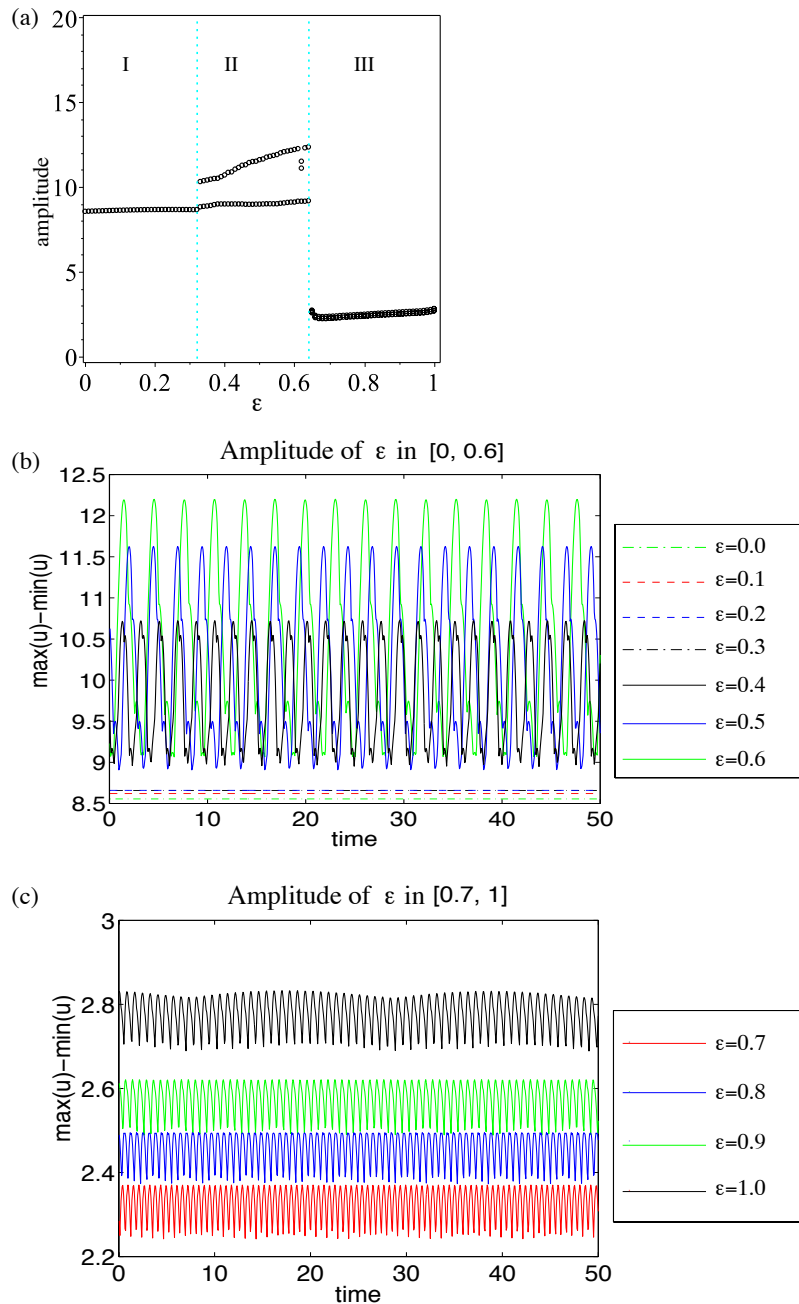 (a)
20
15
10
5
0
amplitude
I II III
0 0.2 0.4 0.6 0.8 1
ε
(b)
Amplitude of ε in [0, 0.6]
12.5
12
11.5
11
10.5
10
9.5
9
8.5
max(u)−min(u)
0 10 20 30 40 50
time
ε=0.0
ε=0.1
ε=0.2
ε=0.3
ε=0.4
ε=0.5
ε=0.6
(c)
Amplitude of ε in [0.7, 1]
3
2.8
2.6
2.4
2.2
max(u)−min(u)
0 10 20 30 40 50
time
ε=0.7
ε=0.8
ε=0.9
ε=1.0